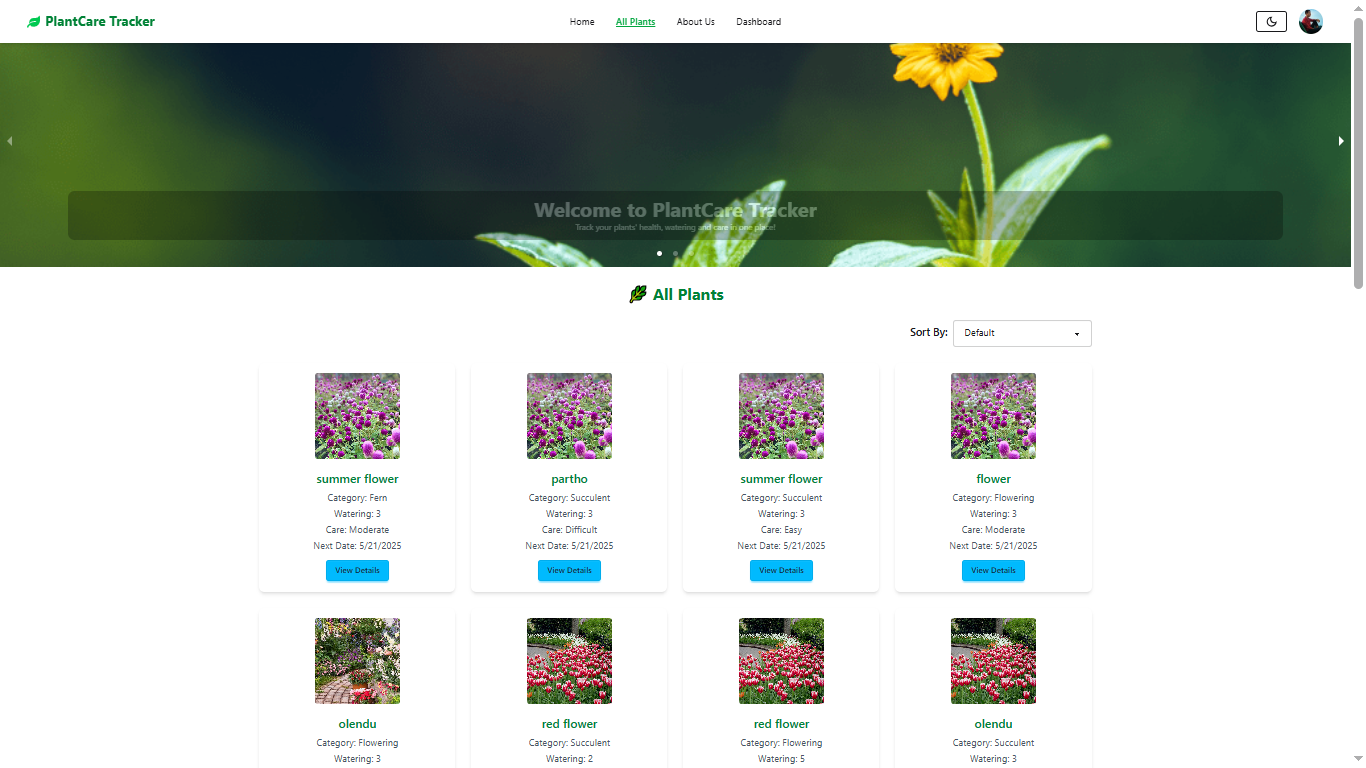 PlantCare Tracker
Home All Plants About Us Dashboard
Welcome to PlantCare Tracker
Track your plants' health, watering and care in one place!
All Plants
Sort By: Default
summer flower
Category: Fern
Watering: 3
Care: Moderate
Next Date: 5/21/2025
View Details
partho
Category: Succulent
Watering: 3
Care: Difficult
Next Date: 5/21/2025
View Details
summer flower
Category: Succulent
Watering: 3
Care: Easy
Next Date: 5/21/2025
View Details
flower
Category: Flowering
Watering: 3
Care: Moderate
Next Date: 5/21/2025
View Details
olendu
Category: Flowering
Watering: 3
red flower
Category: Succulent
Watering: 2
red flower
Category: Flowering
Watering: 5
olendu
Category: Succulent
Watering: 3